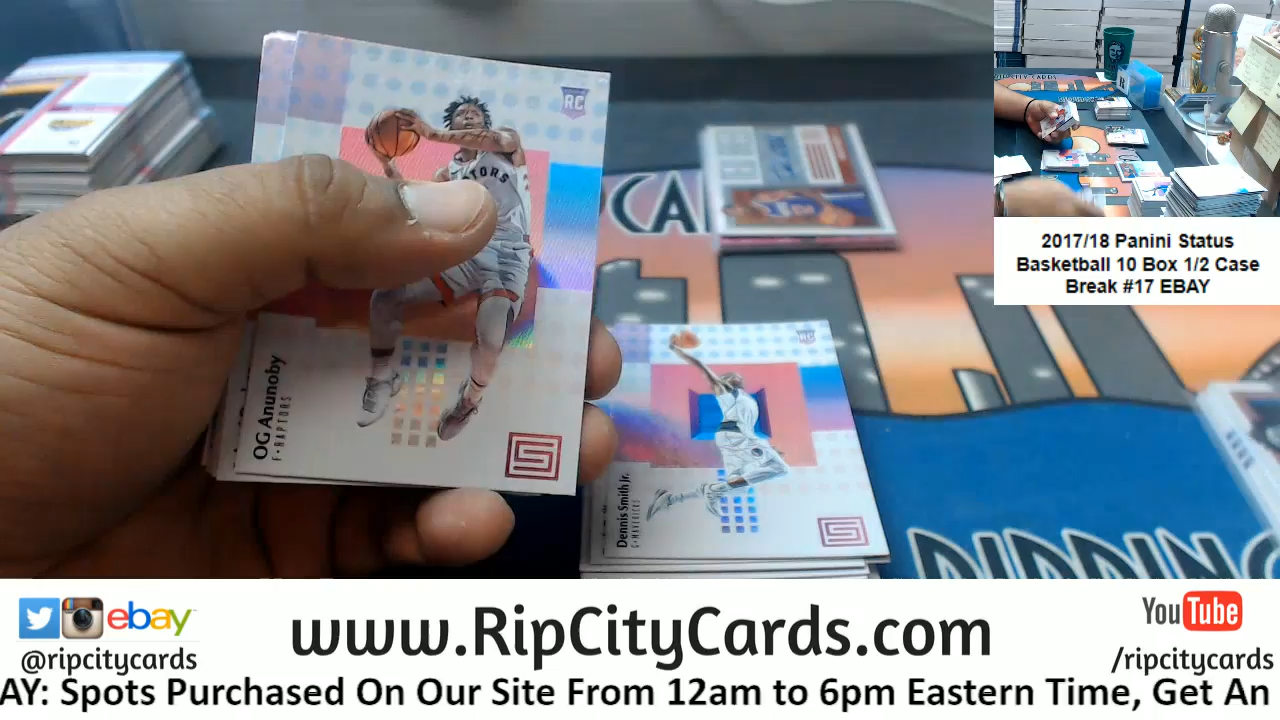 RC
TORS
OG Anunoby
F • RAPTORS
RC
Dennis Smith Jr.
G • MAVERICKS
2017/18 Panini Status
Basketball 10 Box 1/2 Case
Break #17 EBAY
ebay
@ripcitycards
www.RipCityCards.com
YouTube
/ripcitycards
AY: Spots Purchased On Our Site From 12am to 6pm Eastern Time, Get An